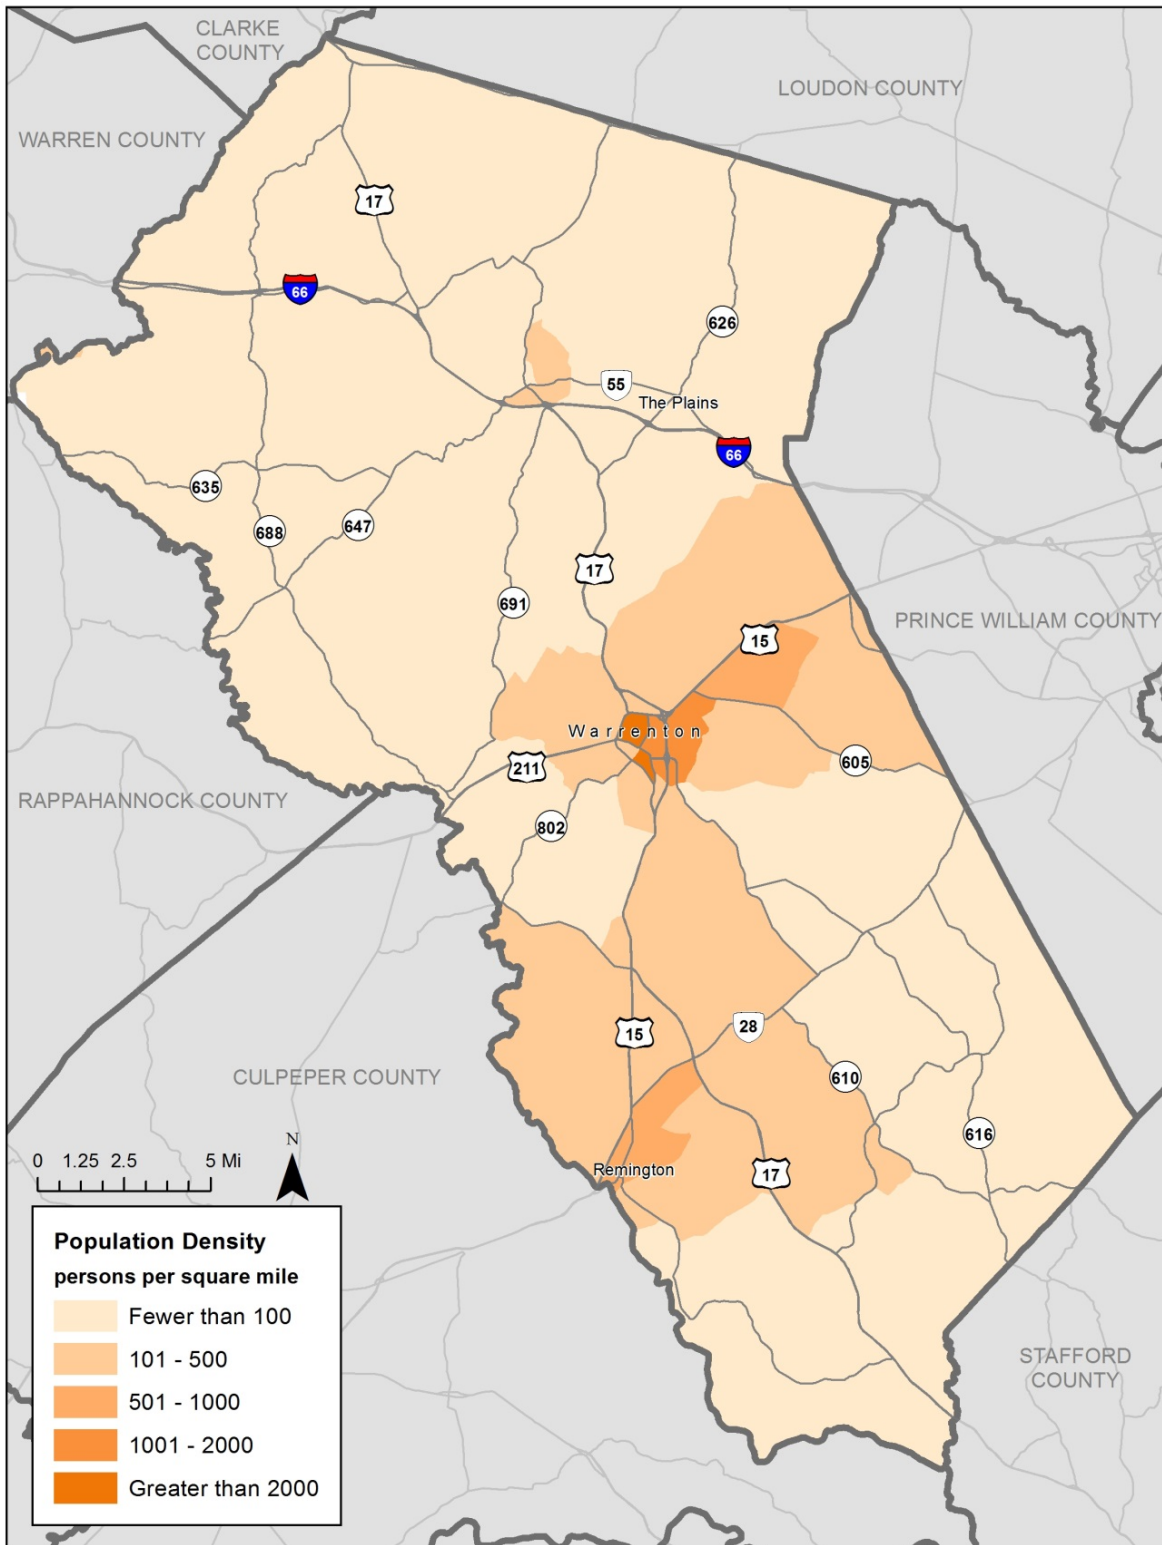 CLARKE
COUNTY
LOUDON COUNTY
WARREN COUNTY
17
66
626
55
The Plains
66
635
688
647
17
691
PRINCE WILLIAM COUNTY
15
Warrenton
605
211
RAPPAHANNOCK COUNTY
802
15
28
CULPEPER COUNTY
610
616
N
0 1.25 2.5 5 Mi
Remington
17
Population Density
persons per square mile
Fewer than 100
101 - 500
501 - 1000
1001 - 2000
Greater than 2000
STAFFORD
COUNTY